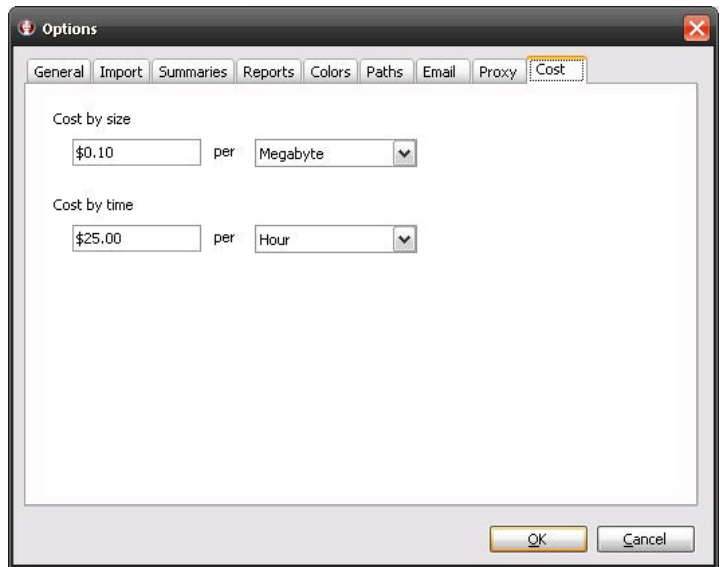 Options
General Import Summaries Reports Colors Paths Email Proxy Cost
Cost by size
$0.10 per Megabyte
Cost by time
$25.00 per Hour
OK Cancel